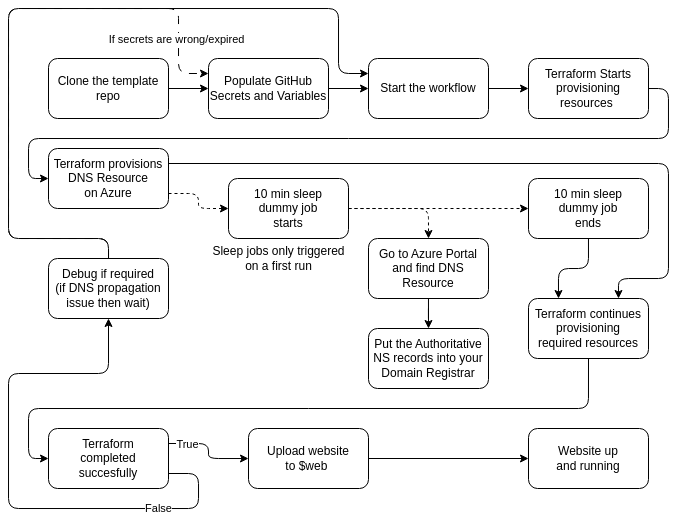 If secrets are wrong/expired
Clone the template
repo
Populate GitHub
Secrets and Variables
Start the workflow
Terraform Starts
provisioning
resources
Terraform provisions
DNS Resource
on Azure
10 min sleep
dummy job
starts
10 min sleep
dummy job
ends
Sleep jobs only triggered
on a first run
Go to Azure Portal
and find DNS
Resource
Debug if required
(if DNS propagation
issue then wait)
Terraform continues
provisioning
required resources
Put the Authoritative
NS records into your
Domain Registrar
Terraform
completed
succesfully
True
Upload website
to $web
Website up
and running
False